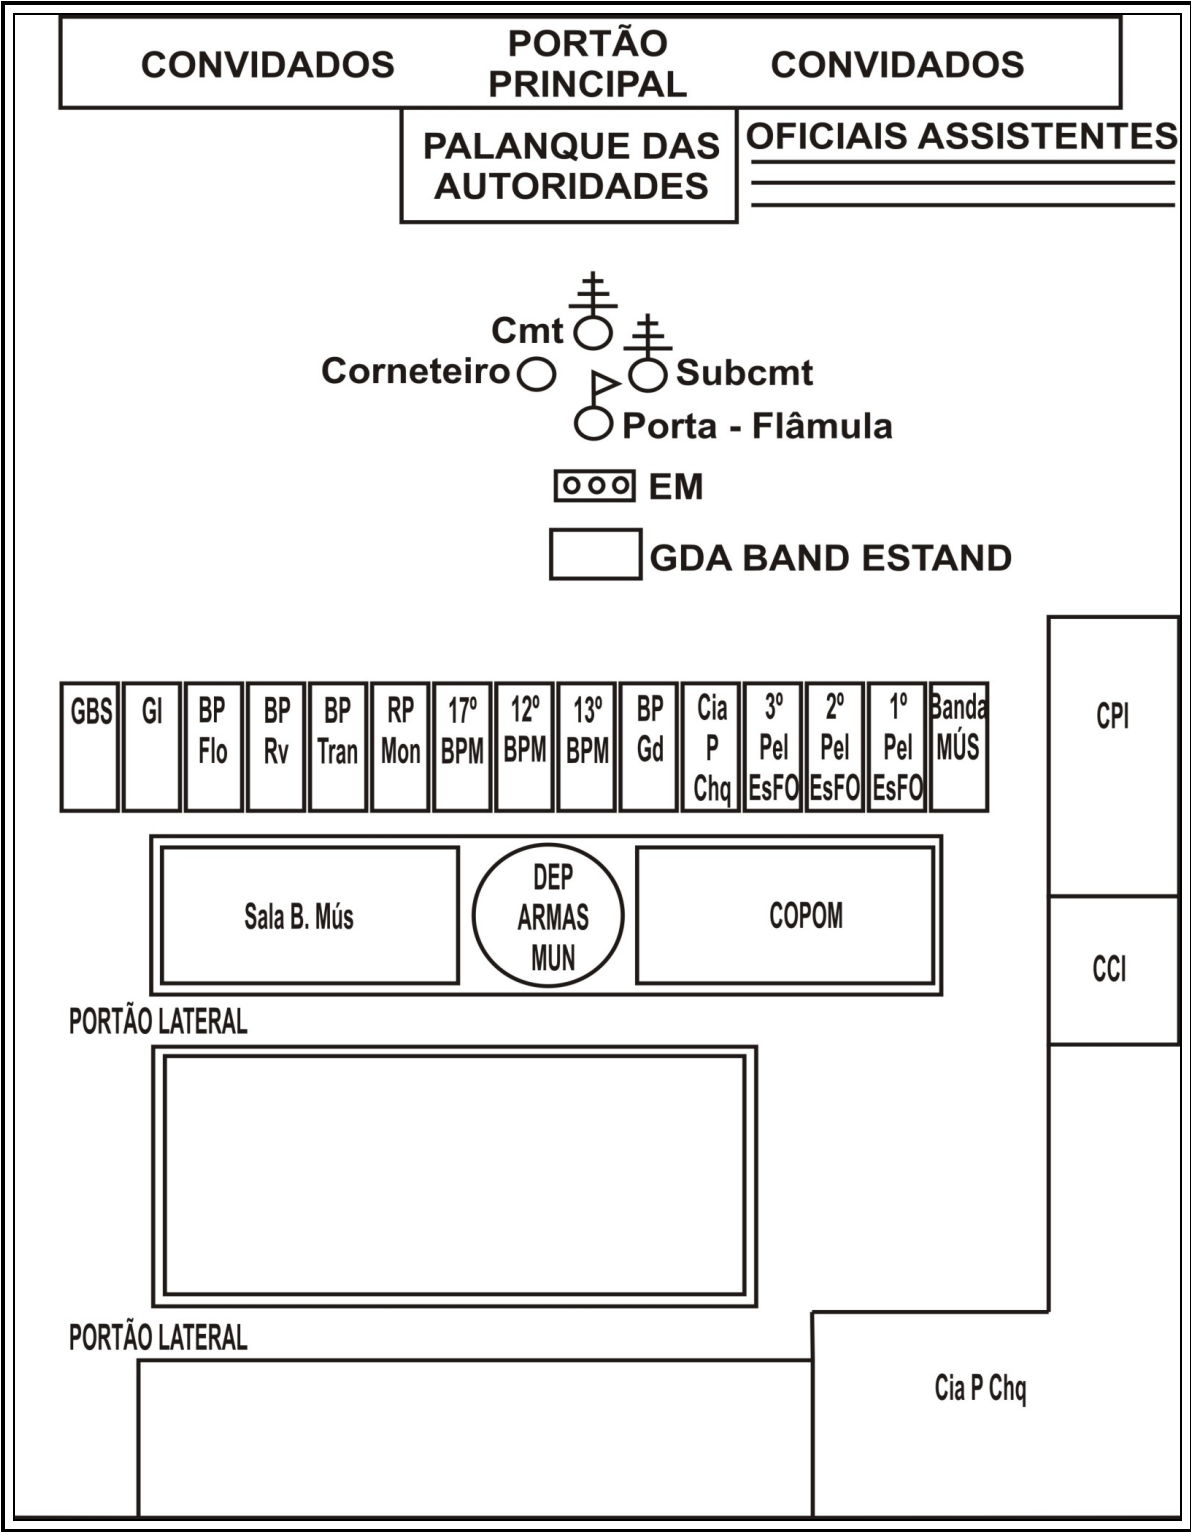 CONVIDADOS
PORTÃO
PRINCIPAL
CONVIDADOS
PALANQUE DAS
AUTORIDADES
OFICIAIS ASSISTENTES
Cmt
Corneteiro
Subcmt
Porta - Flâmula
EM
GDA BAND ESTAND
GBS
GI
BP
Flo
BP
Rv
BP
Tran
RP
Mon
17º
BPM
12º
BPM
13º
BPM
BP
Gd
Cia
P
Chq
3º
Pel
EsFO
2º
Pel
EsFO
1º
Pel
EsFO
Banda
MÚS
CPI
Sala B. Mús
DEP
ARMAS
MUN
COPOM
CCI
PORTÃO LATERAL
PORTÃO LATERAL
Cia P Chq